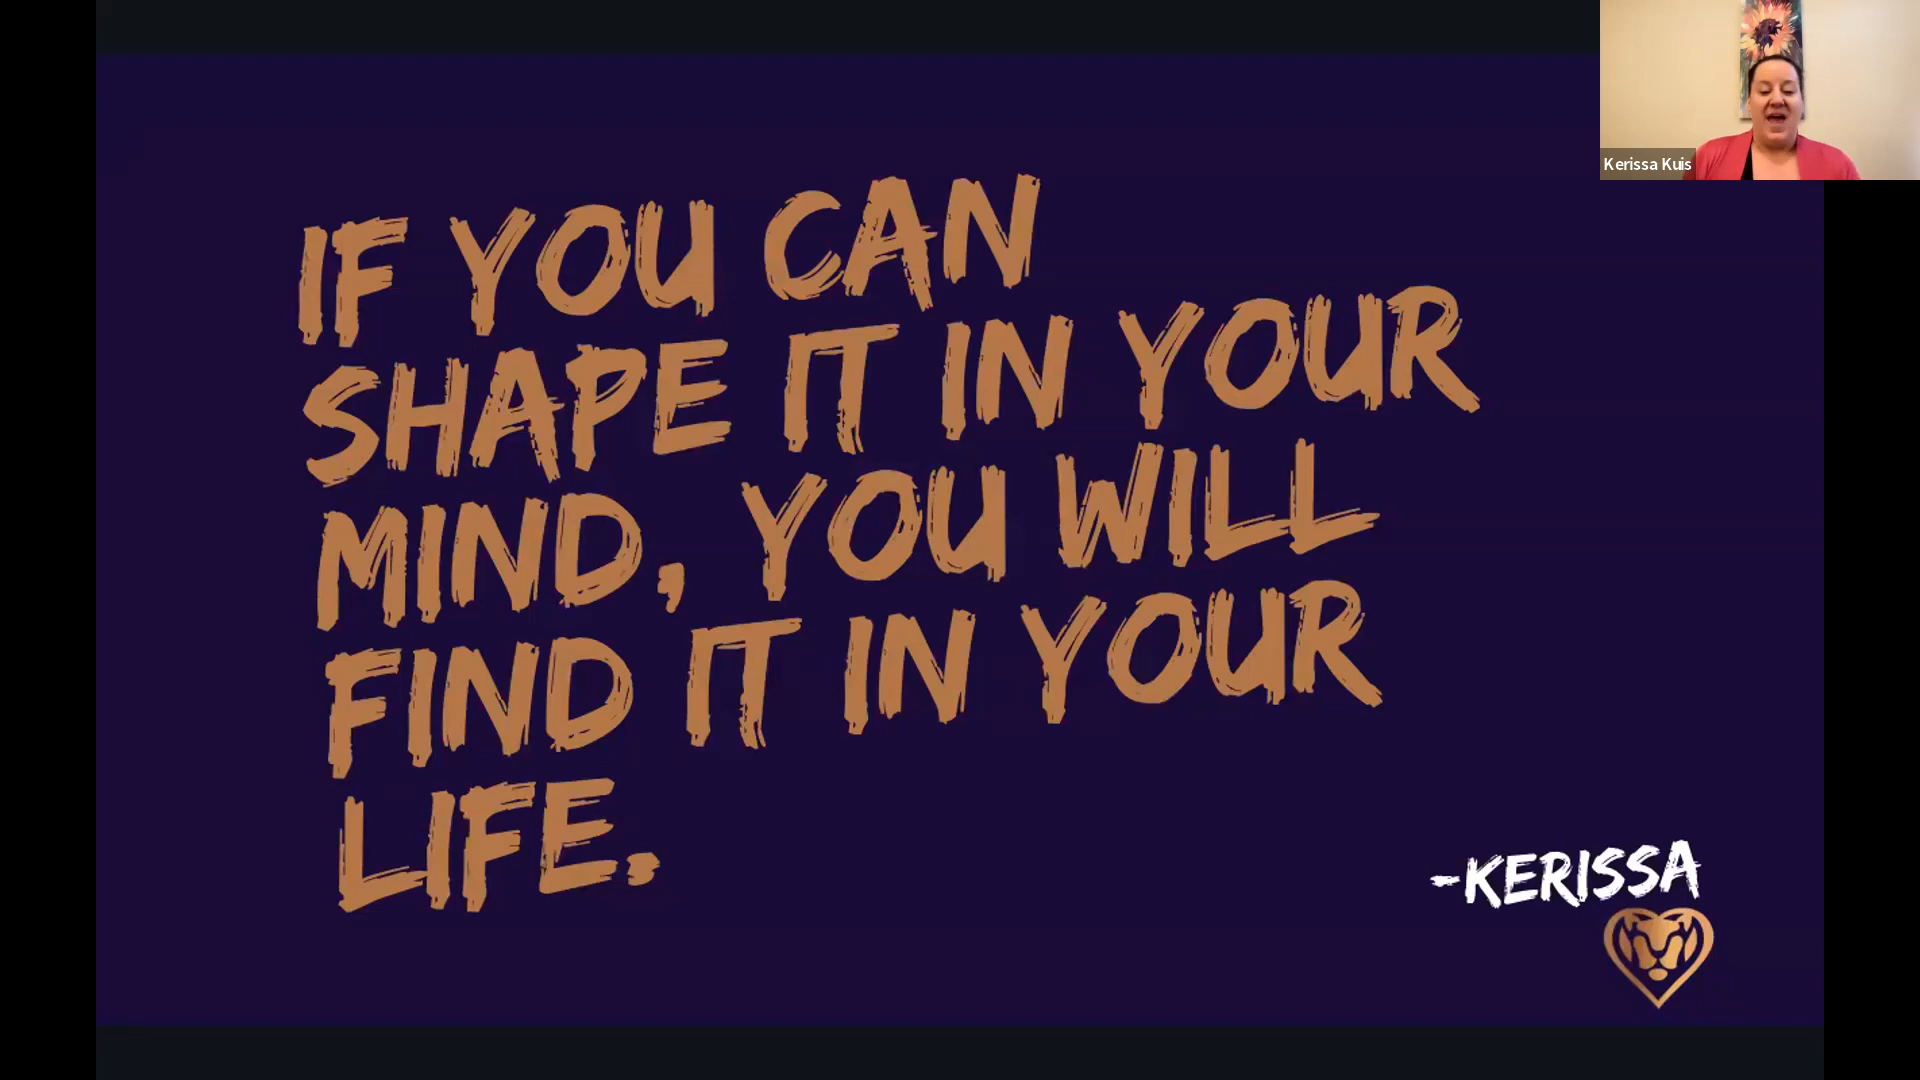 Kerissa Kuis
IF YOU CAN
SHAPE IT IN YOUR
MIND, YOU WILL
FIND IT IN YOUR
LIFE.
-KERISSA